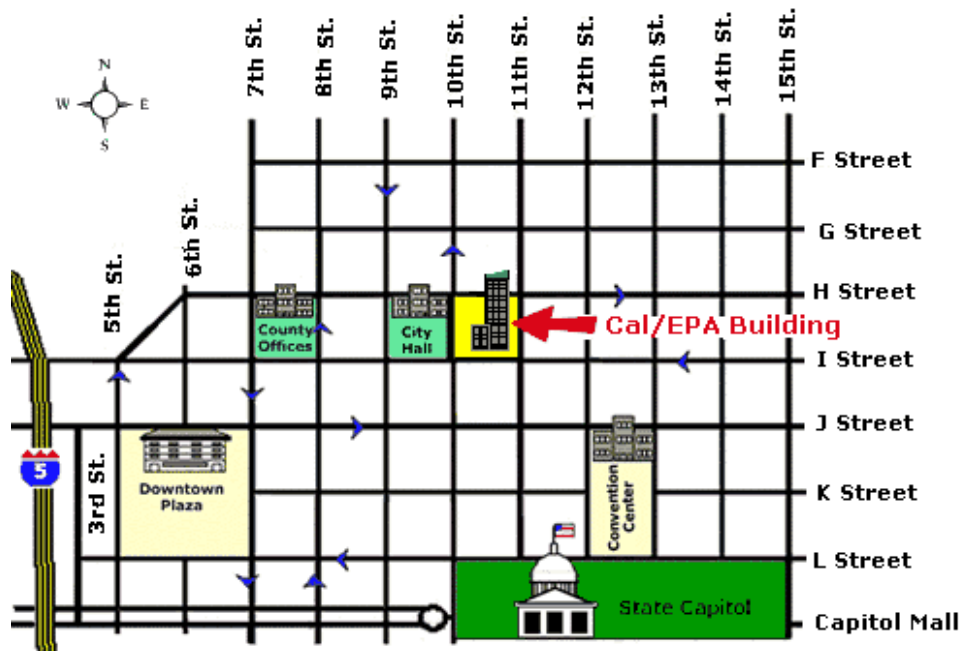 7th St.
8th St.
9th St.
10th St.
11th St.
12th St.
13th St.
14th St.
15th St.
N
W
E
S
F Street
6th St.
G Street
5th St.
H Street
County
Offices
City
Hall
Cal/EPA Building
I Street
J Street
5
3rd St.
Downtown
Plaza
Convention
Center
K Street
L Street
State Capitol
Capitol Mall